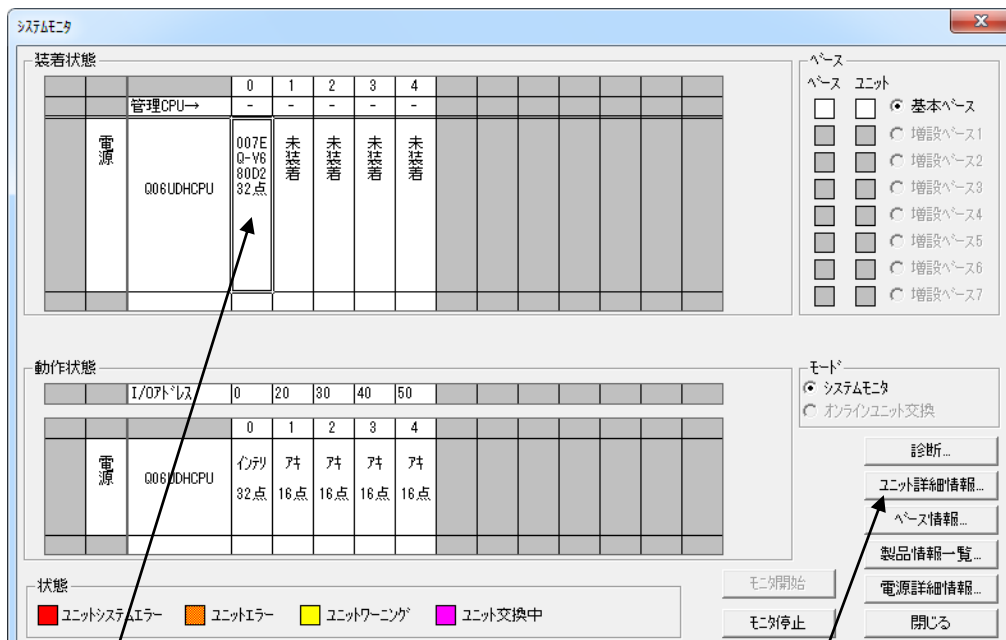 システムモニタ
装着状態
0 1 2 3 4
管理CPU→ - - - - -
電源
Q06UDHCPU
007E
Q-V6
80D2
32点
未装着 未装着 未装着 未装着
ベース
ベース ユニット
基本ベース
増設ベース1
増設ベース2
増設ベース3
増設ベース4
増設ベース5
増設ベース6
増設ベース7
動作状態
I/Oアドレス 0 20 30 40 50
0 1 2 3 4
電源
Q06UDHCPU
インテリ アキ アキ アキ アキ
32点 16点 16点 16点 16点
モード
システムモニタ
オンラインユニット交換
診断...
ユニット詳細情報...
ベース情報...
製品情報一覧...
電源詳細情報...
閉じる
モニタ開始
モニタ停止
状態
ユニットシステムエラー ユニットエラー ユニットワーニング ユニット交換中